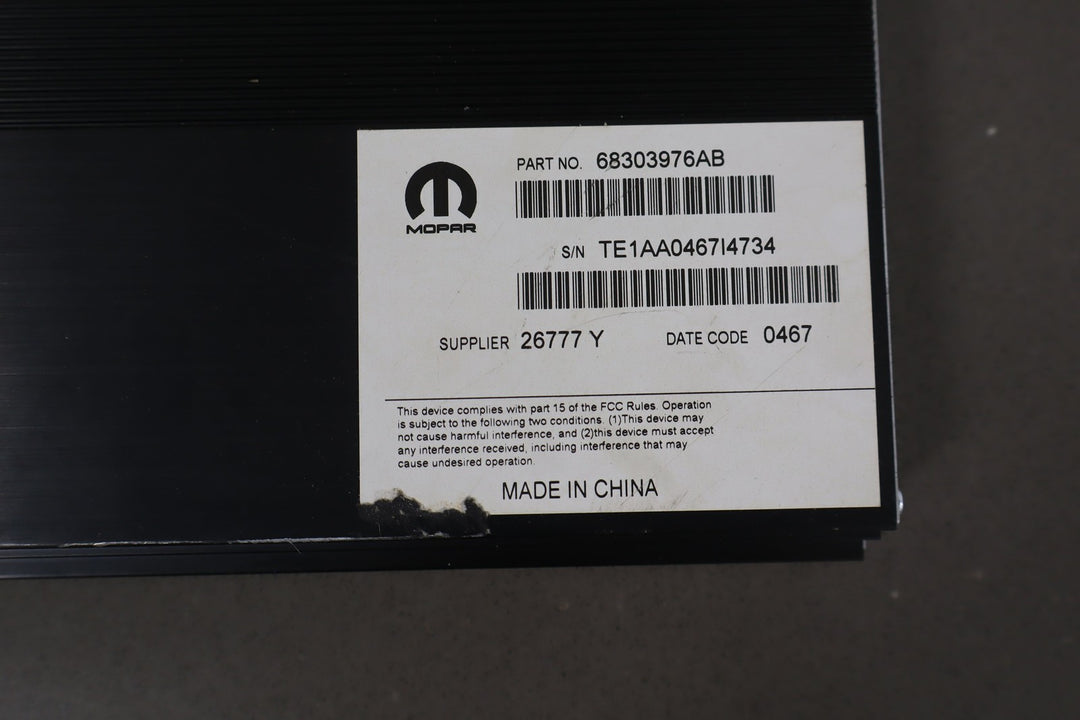 MOPAR
PART NO. 68303976AB
S/N TE1AA0467I4734
SUPPLIER 26777 Y DATE CODE 0467
This device complies with part 15 of the FCC Rules. Operation
is subject to the following two conditions. (1)This device may
not cause harmful interference, and (2)this device must accept
any interference received, including interference that may
cause undesired operation.
MADE IN CHINA